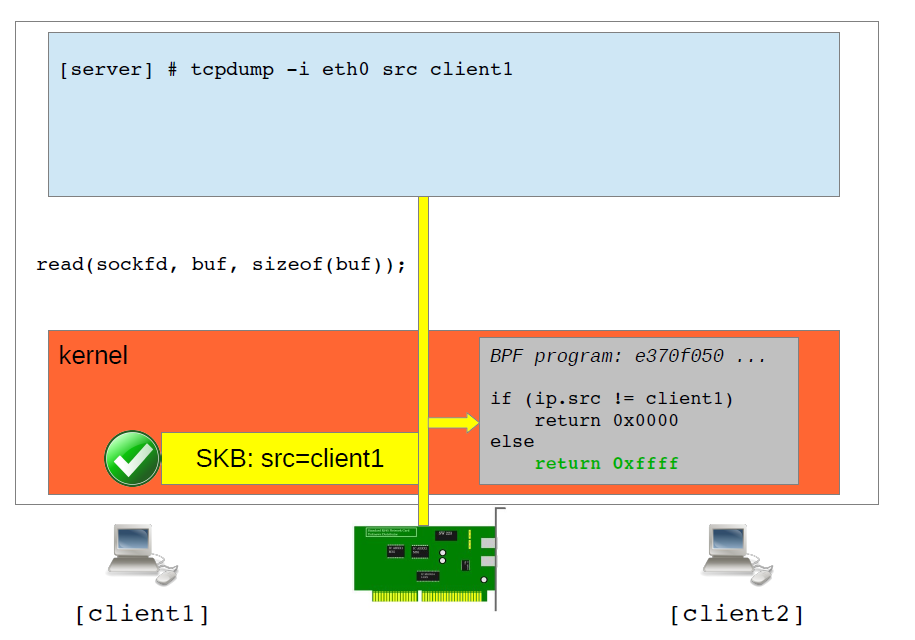 [server] # tcpdump -i eth0 src client1
read(sockfd, buf, sizeof(buf));
kernel
BPF program: e370f050 ...
if (ip.src != client1)
return 0x0000
else
return 0xffff
SKB: src=client1
[client1]
[client2]